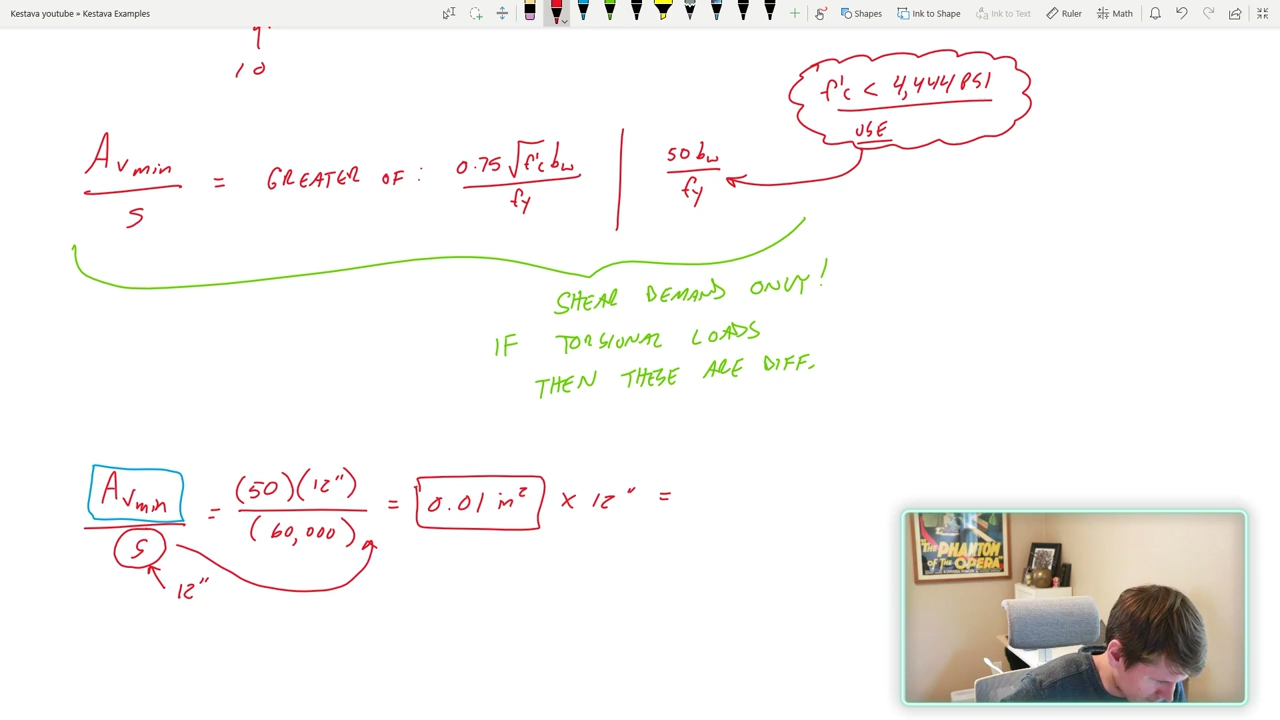 Kestava youtube » Kestava Examples
Shapes Ink to Shape Ink to Text Ruler Math
10
f'c < 4,444 PSI
USE
Av min / S = GREATER OF: 0.75 √f'c bw / fy | 50 bw / fy
SHEAR DEMAND ONLY!
IF TORSIONAL LOADS
THEN THESE ARE DIFF.
Av min / S = (50)(12") / (60,000) = 0.01 in² × 12" =
12"
"THE PHANTOM
OF THE OPERA"